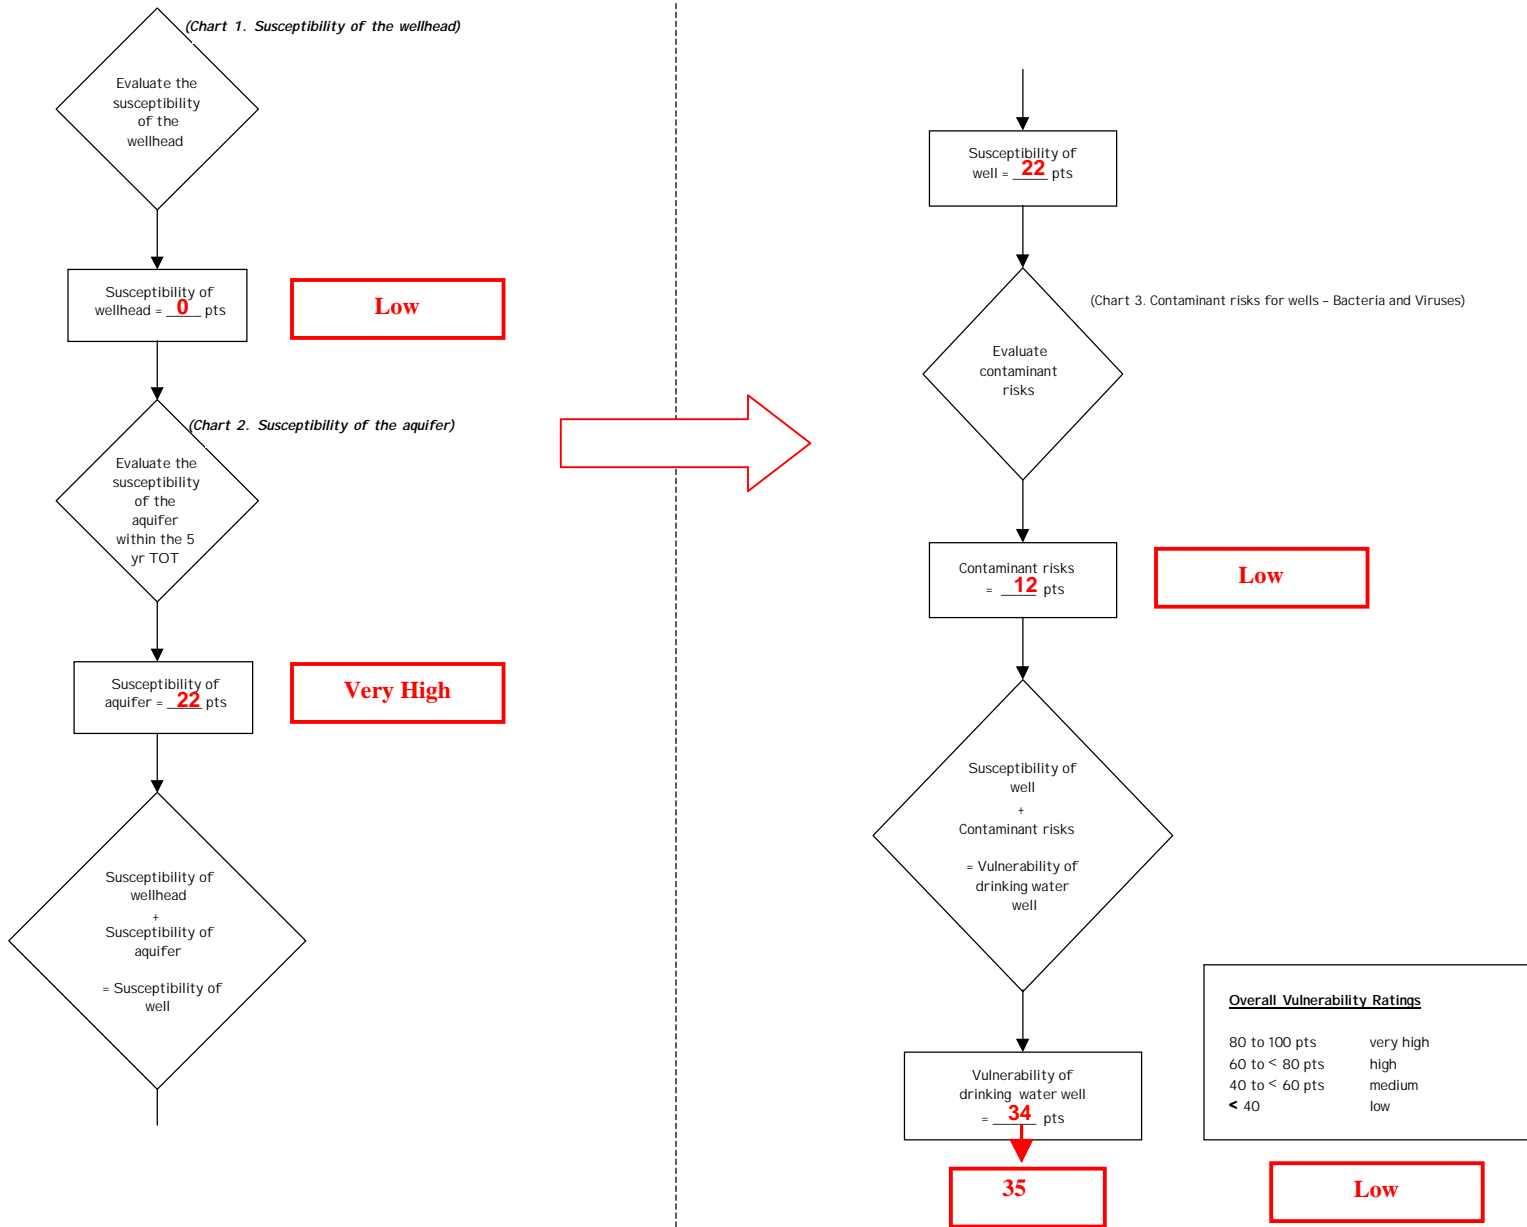 (Chart 1. Susceptibility of the wellhead)
Evaluate the
susceptibility
of the
wellhead
Susceptibility of
wellhead = 0 pts
Low
(Chart 2. Susceptibility of the aquifer)
Evaluate the
susceptibility
of the
aquifer
within the 5
yr TOT
Susceptibility of
aquifer = 22 pts
Very High
Susceptibility of
wellhead
+
Susceptibility of
aquifer
= Susceptibility of
well
Susceptibility of
well = 22 pts
(Chart 3. Contaminant risks for wells – Bacteria and Viruses)
Evaluate
contaminant
risks
Contaminant risks
= 12 pts
Low
Susceptibility of
well
+
Contaminant risks
= Vulnerability of
drinking water
well
Vulnerability of
drinking water well
= 34 pts
35
Overall Vulnerability Ratings
80 to 100 pts very high
60 to < 80 pts high
40 to < 60 pts medium
< 40 low
Low